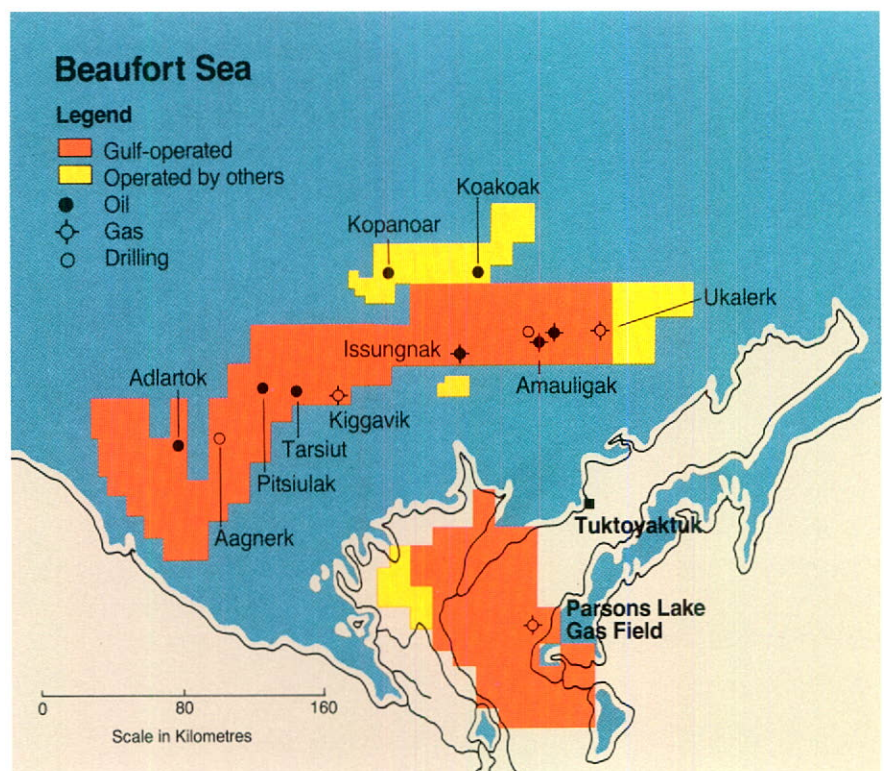 Beaufort Sea
Legend
Gulf-operated
Operated by others
Oil
Gas
Drilling
Koakoak
Kopanoar
Ukalerk
Issungnak
Amauligak
Adlartok
Kiggavik
Tarsiut
Pitsiulak
Aagnerk
Tuktoyaktuk
Parsons Lake
Gas Field
0 80 160
Scale in Kilometres